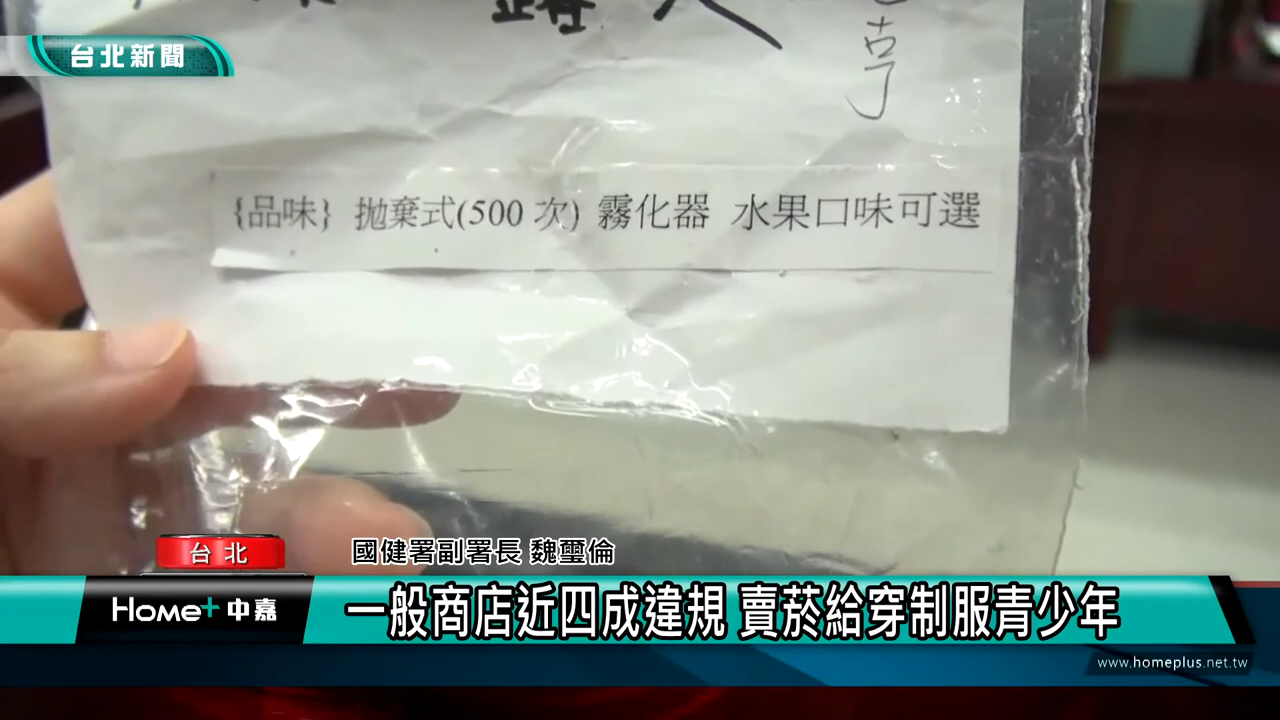 台北新聞
{品味} 拋棄式(500 次) 霧化器 水果口味可選
台北
國健署副署長 魏璽倫
Home+ 中嘉
一般商店近四成違規 賣菸給穿制服青少年
www.homeplus.net.tw